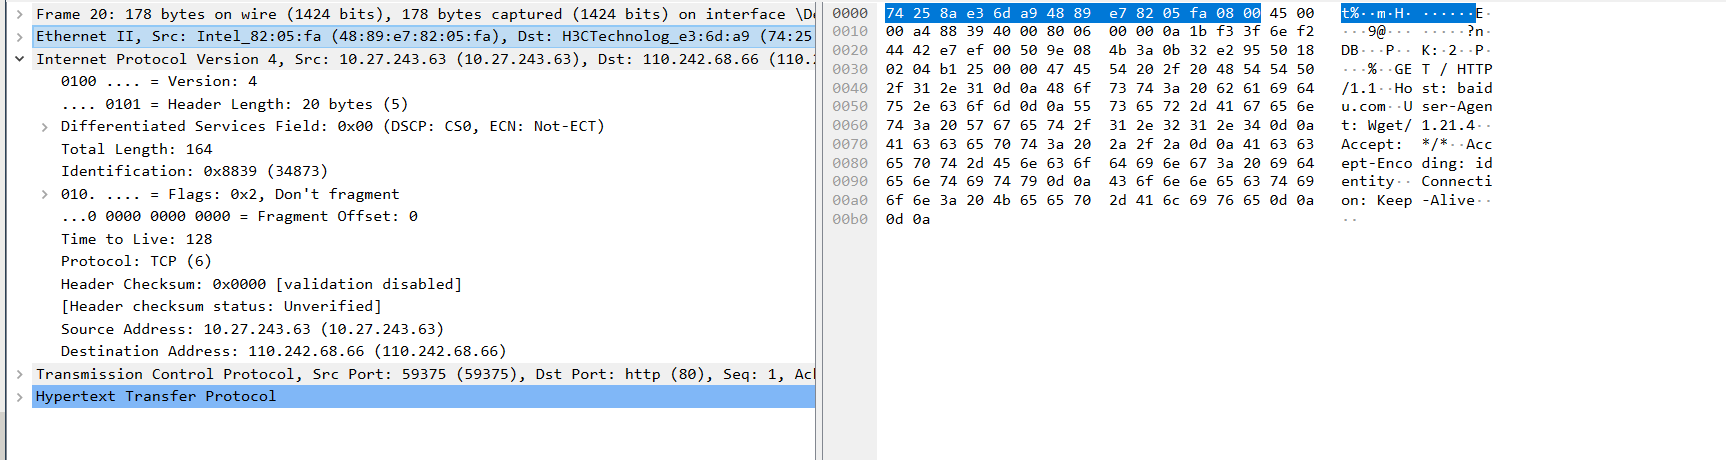 Frame 20: 178 bytes on wire (1424 bits), 178 bytes captured (1424 bits) on interface \De
Ethernet II, Src: Intel_82:05:fa (48:89:e7:82:05:fa), Dst: H3CTechnolog_e3:6d:a9 (74:25
Internet Protocol Version 4, Src: 10.27.243.63 (10.27.243.63), Dst: 110.242.68.66 (110.
0100 .... = Version: 4
.... 0101 = Header Length: 20 bytes (5)
Differentiated Services Field: 0x00 (DSCP: CS0, ECN: Not-ECT)
Total Length: 164
Identification: 0x8839 (34873)
010. .... = Flags: 0x2, Don't fragment
...0 0000 0000 0000 = Fragment Offset: 0
Time to Live: 128
Protocol: TCP (6)
Header Checksum: 0x0000 [validation disabled]
[Header checksum status: Unverified]
Source Address: 10.27.243.63 (10.27.243.63)
Destination Address: 110.242.68.66 (110.242.68.66)
Transmission Control Protocol, Src Port: 59375 (59375), Dst Port: http (80), Seq: 1, Ack
Hypertext Transfer Protocol
0000 74 25 8a e3 6d a9 48 89 e7 82 05 fa 08 00 45 00 t%··m·H· ······E·
0010 00 a4 88 39 40 00 80 06 00 00 0a 1b f3 3f 6e f2 ···9@··· ·····?n·
0020 44 42 e7 ef 00 50 9e 08 4b 3a 0b 32 e2 95 50 18 DB···P·· K:·2··P·
0030 02 04 b1 25 00 00 47 45 54 20 2f 20 48 54 54 50 ···%··GE T / HTTP
0040 2f 31 2e 31 0d 0a 48 6f 73 74 3a 20 62 61 69 64 /1.1··Ho st: baid
0050 75 2e 63 6f 6d 0d 0a 55 73 65 72 2d 41 67 65 6e u.com··U ser-Agen
0060 74 3a 20 57 67 65 74 2f 31 2e 32 31 2e 34 0d 0a t: Wget/ 1.21.4··
0070 41 63 63 65 70 74 3a 20 2a 2f 2a 0d 0a 41 63 63 Accept: */*··Acc
0080 65 70 74 2d 45 6e 63 6f 64 69 6e 67 3a 20 69 64 ept-Enco ding: id
0090 65 6e 74 69 74 79 0d 0a 43 6f 6e 6e 65 63 74 69 entity·· Connecti
00a0 6f 6e 3a 20 4b 65 65 70 2d 41 6c 69 76 65 0d 0a on: Keep -Alive··
00b0 0d 0a ··